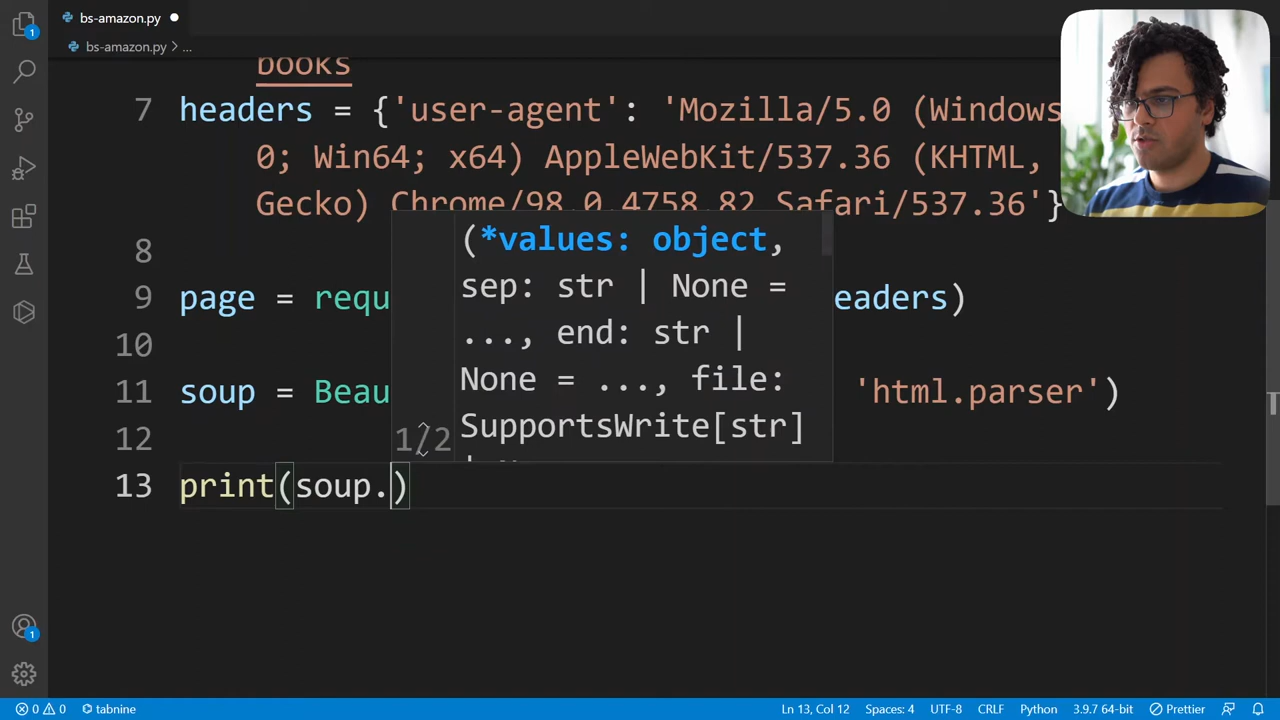 bs-amazon.py
1
bs-amazon.py > ...
books
7 headers = {'user-agent': 'Mozilla/5.0 (Windows
0; Win64; x64) AppleWebKit/537.36 (KHTML,
Gecko) Chrome/98.0.4758.82 Safari/537.36'}
(*values: object,
8
sep: str | None =
9 page = requ eaders)
..., end: str |
10
None = ..., file:
11 soup = Beau 'html.parser')
SupportsWrite[str]
12 1/2
13 print(soup.)
1
0 0 tabnine Ln 13, Col 12 Spaces: 4 UTF-8 CRLF Python 3.9.7 64-bit Prettier